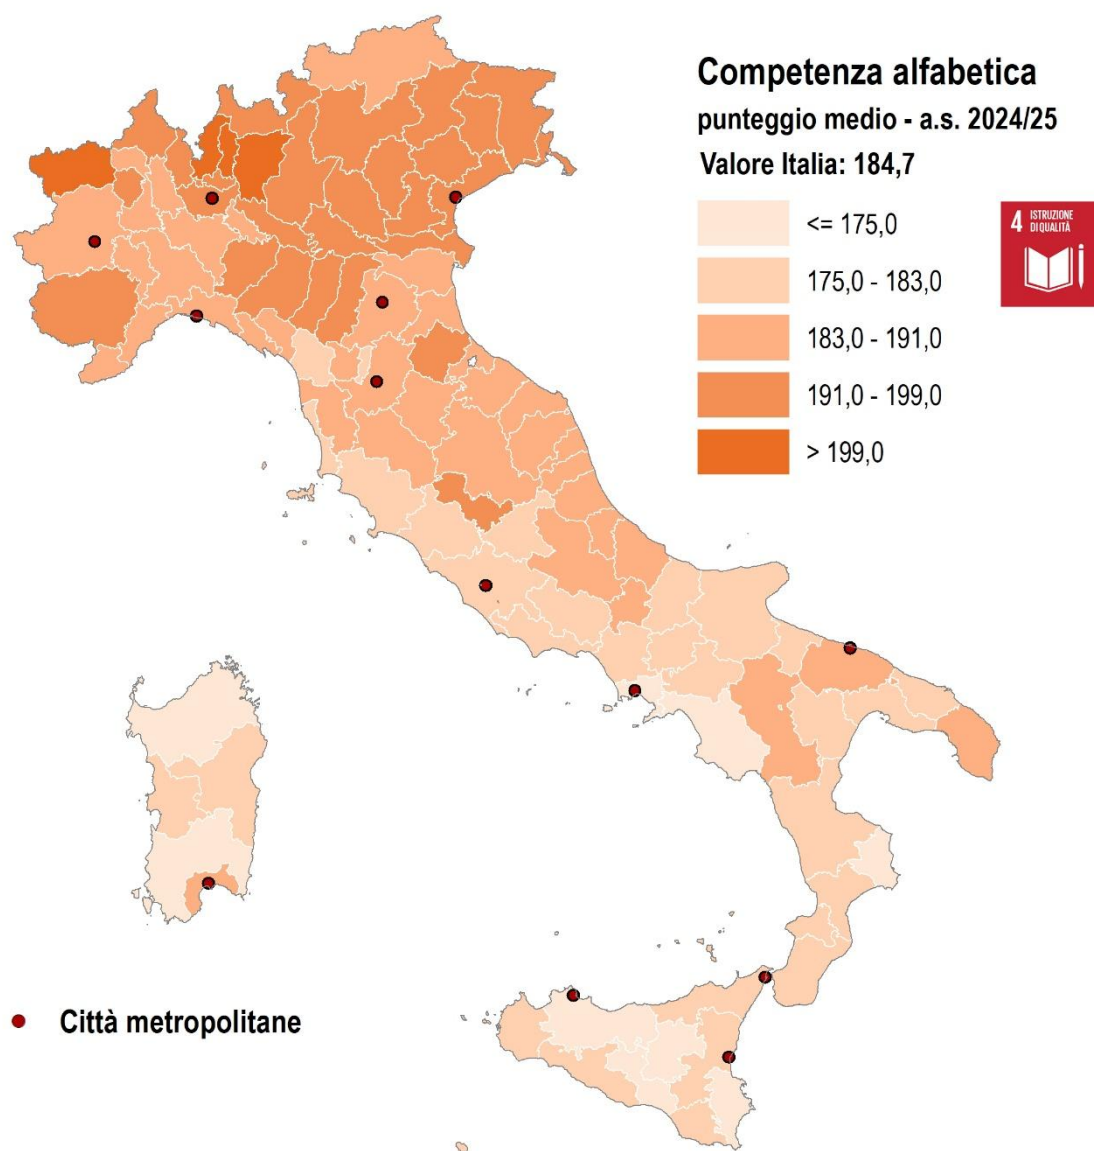 Competenza alfabetica
punteggio medio - a.s. 2024/25
Valore Italia: 184,7
<= 175,0
175,0 - 183,0
183,0 - 191,0
191,0 - 199,0
> 199,0
4 ISTRUZIONE
DI QUALITÀ
Città metropolitane